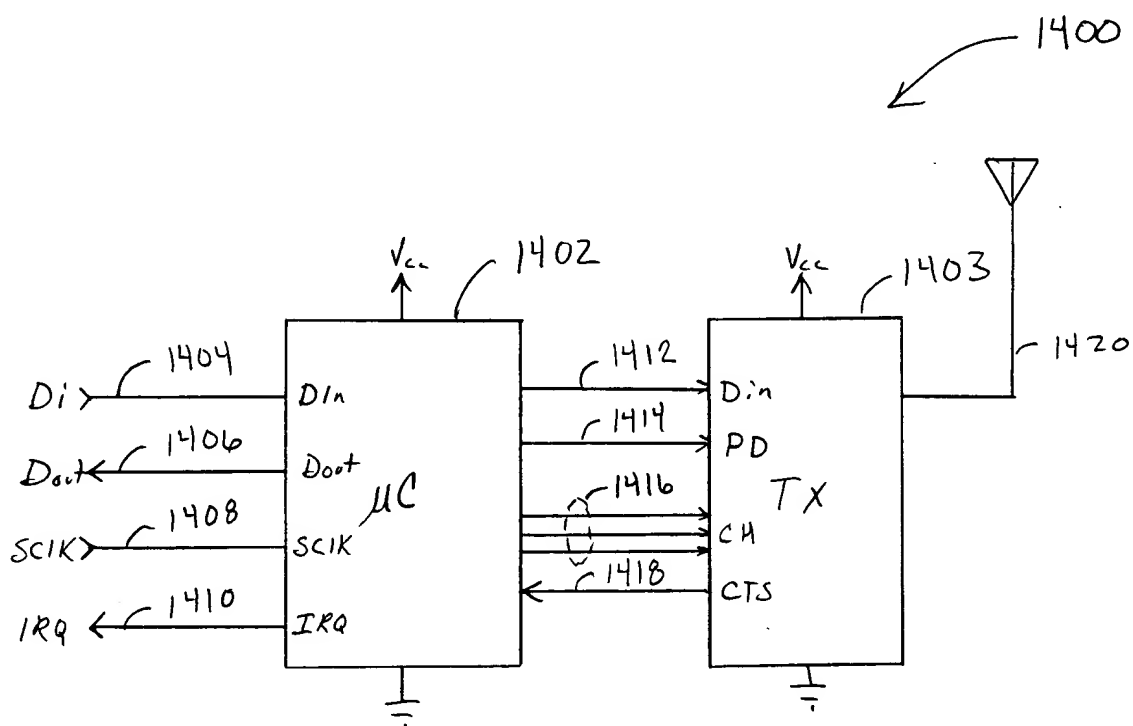 1400
Vcc
1402
Vcc
1403
1420
Di
1404
DIn
1412
Din
Dout
1406
Dout
1414
PD
μC
TX
SCIK
1408
SCIK
1416
CH
1418
CTS
IRQ
1410
IRQ